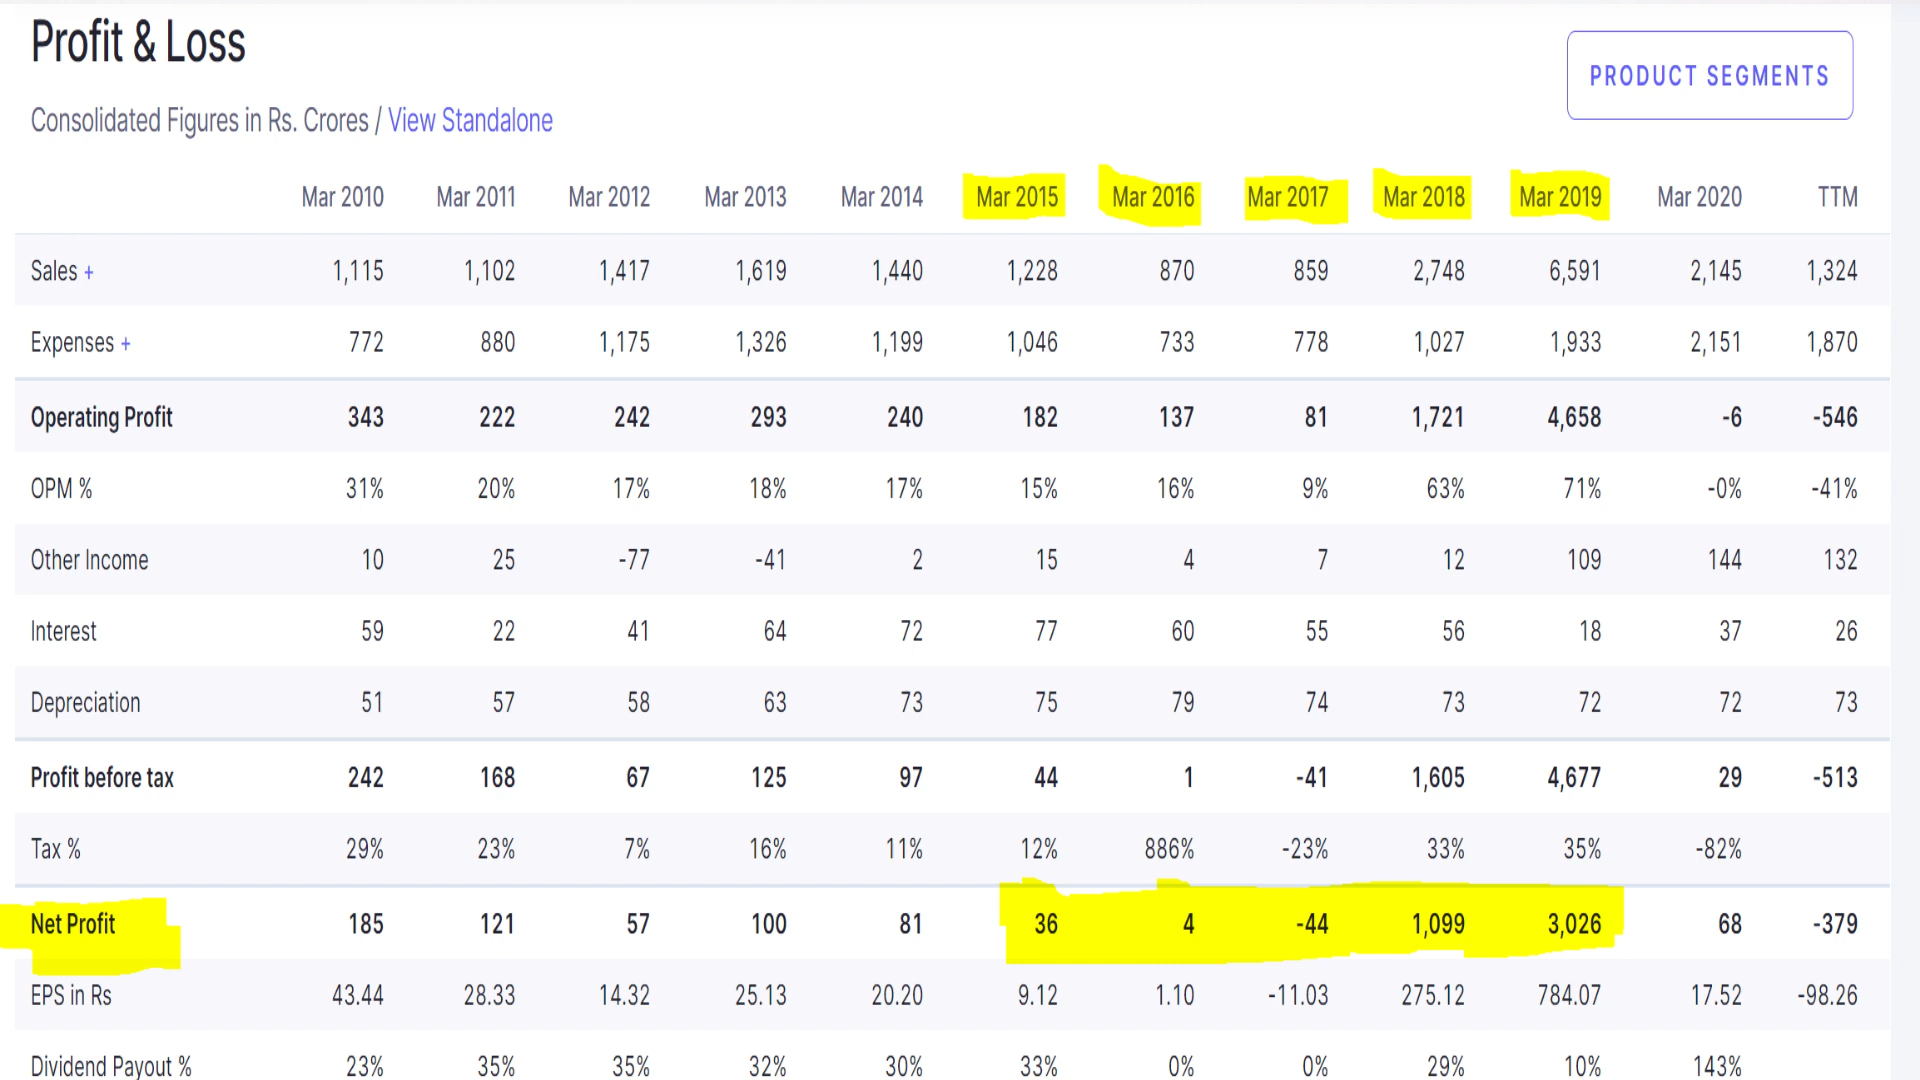 Profit & Loss
PRODUCT SEGMENTS
Consolidated Figures in Rs. Crores / View Standalone
Mar 2010 Mar 2011 Mar 2012 Mar 2013 Mar 2014 Mar 2015 Mar 2016 Mar 2017 Mar 2018 Mar 2019 Mar 2020 TTM
Sales + 1,115 1,102 1,417 1,619 1,440 1,228 870 859 2,748 6,591 2,145 1,324
Expenses + 772 880 1,175 1,326 1,199 1,046 733 778 1,027 1,933 2,151 1,870
Operating Profit 343 222 242 293 240 182 137 81 1,721 4,658 -6 -546
OPM % 31% 20% 17% 18% 17% 15% 16% 9% 63% 71% -0% -41%
Other Income 10 25 -77 -41 2 15 4 7 12 109 144 132
Interest 59 22 41 64 72 77 60 55 56 18 37 26
Depreciation 51 57 58 63 73 75 79 74 73 72 72 73
Profit before tax 242 168 67 125 97 44 1 -41 1,605 4,677 29 -513
Tax % 29% 23% 7% 16% 11% 12% 886% -23% 33% 35% -82%
Net Profit 185 121 57 100 81 36 4 -44 1,099 3,026 68 -379
EPS in Rs 43.44 28.33 14.32 25.13 20.20 9.12 1.10 -11.03 275.12 784.07 17.52 -98.26
Dividend Payout % 23% 35% 35% 32% 30% 33% 0% 0% 29% 10% 143%